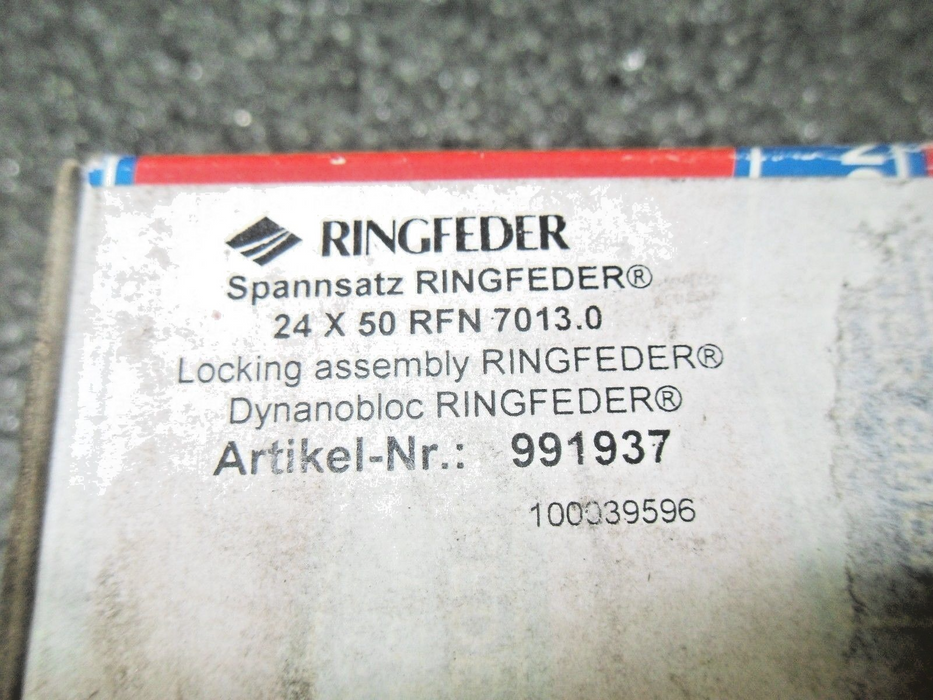 RINGFEDER
Spannsatz RINGFEDER®
24 X 50 RFN 7013.0
Locking assembly RINGFEDER®
Dynanobloc RINGFEDER®
Artikel-Nr.: 991937
100039596